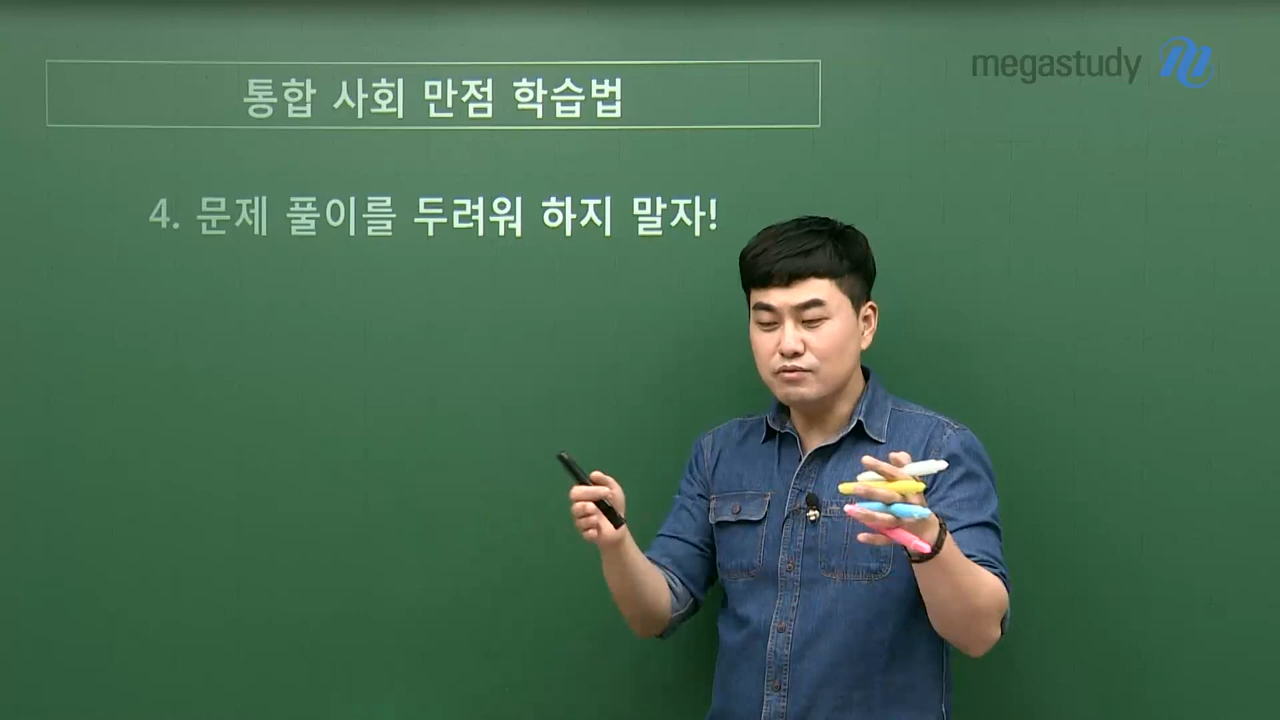 megastudy
통합 사회 만점 학습법
4. 문제 풀이를 두려워 하지 말자!